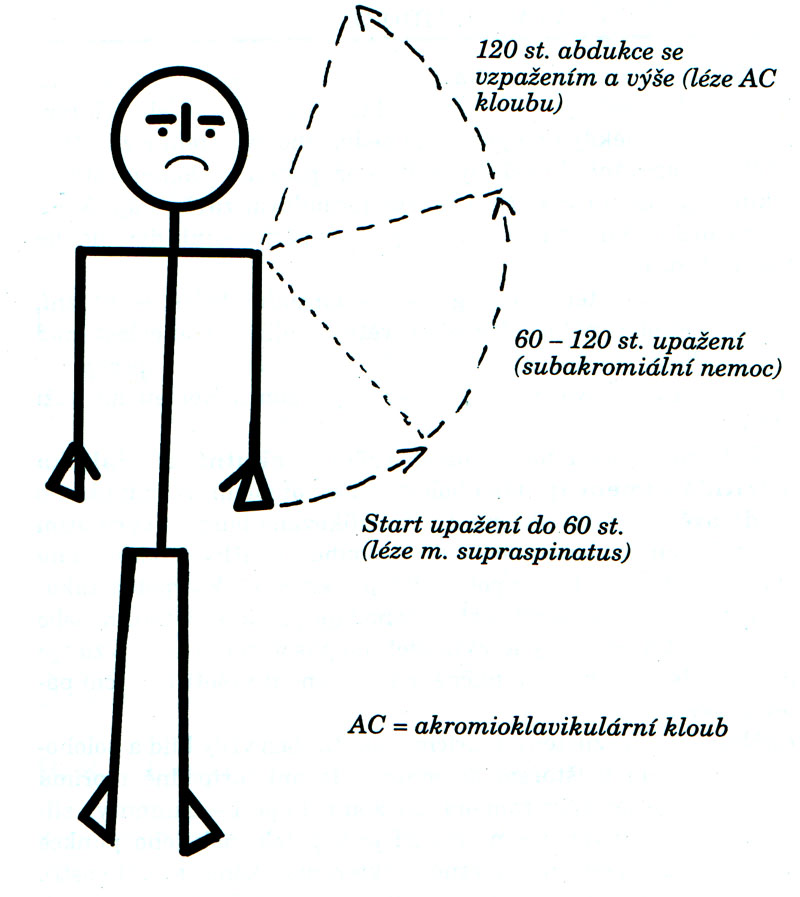 120 st. abdukce se
vzpažením a výše (léze AC
kloubu)
60 – 120 st. upažení
(subakromiální nemoc)
Start upažení do 60 st.
(léze m. supraspinatus)
AC = akromioklavikulární kloub